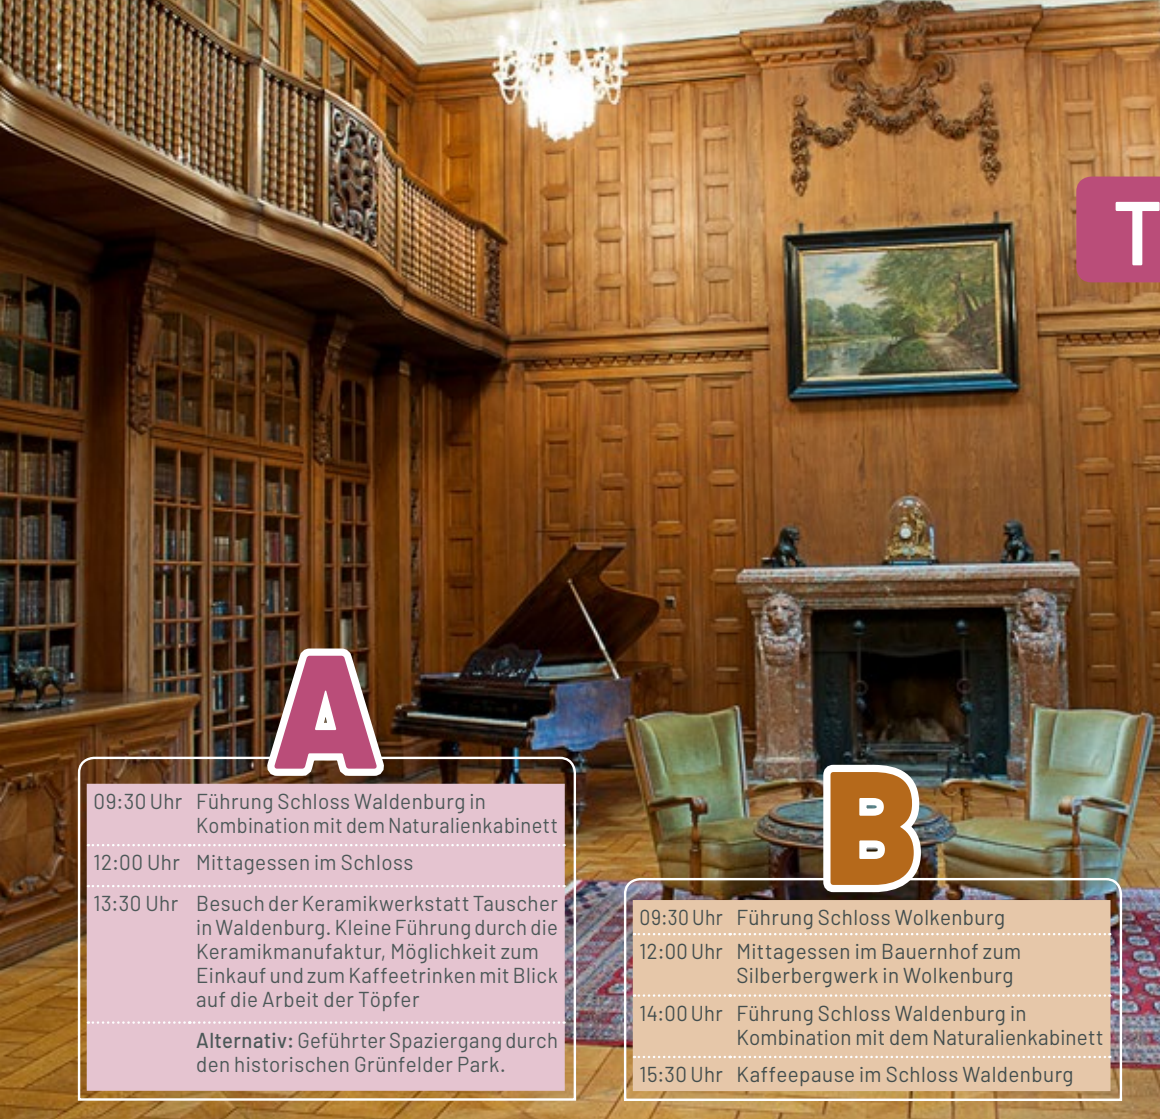 T
A
09:30 Uhr Führung Schloss Waldenburg in
Kombination mit dem Naturalienkabinett
12:00 Uhr Mittagessen im Schloss
13:30 Uhr Besuch der Keramikwerkstatt Tauscher
in Waldenburg. Kleine Führung durch die
Keramikmanufaktur, Möglichkeit zum
Einkauf und zum Kaffeetrinken mit Blick
auf die Arbeit der Töpfer
Alternativ: Geführter Spaziergang durch
den historischen Grünfelder Park.
B
09:30 Uhr Führung Schloss Wolkenburg
12:00 Uhr Mittagessen im Bauernhof zum
Silberbergwerk in Wolkenburg
14:00 Uhr Führung Schloss Waldenburg in
Kombination mit dem Naturalienkabinett
15:30 Uhr Kaffeepause im Schloss Waldenburg